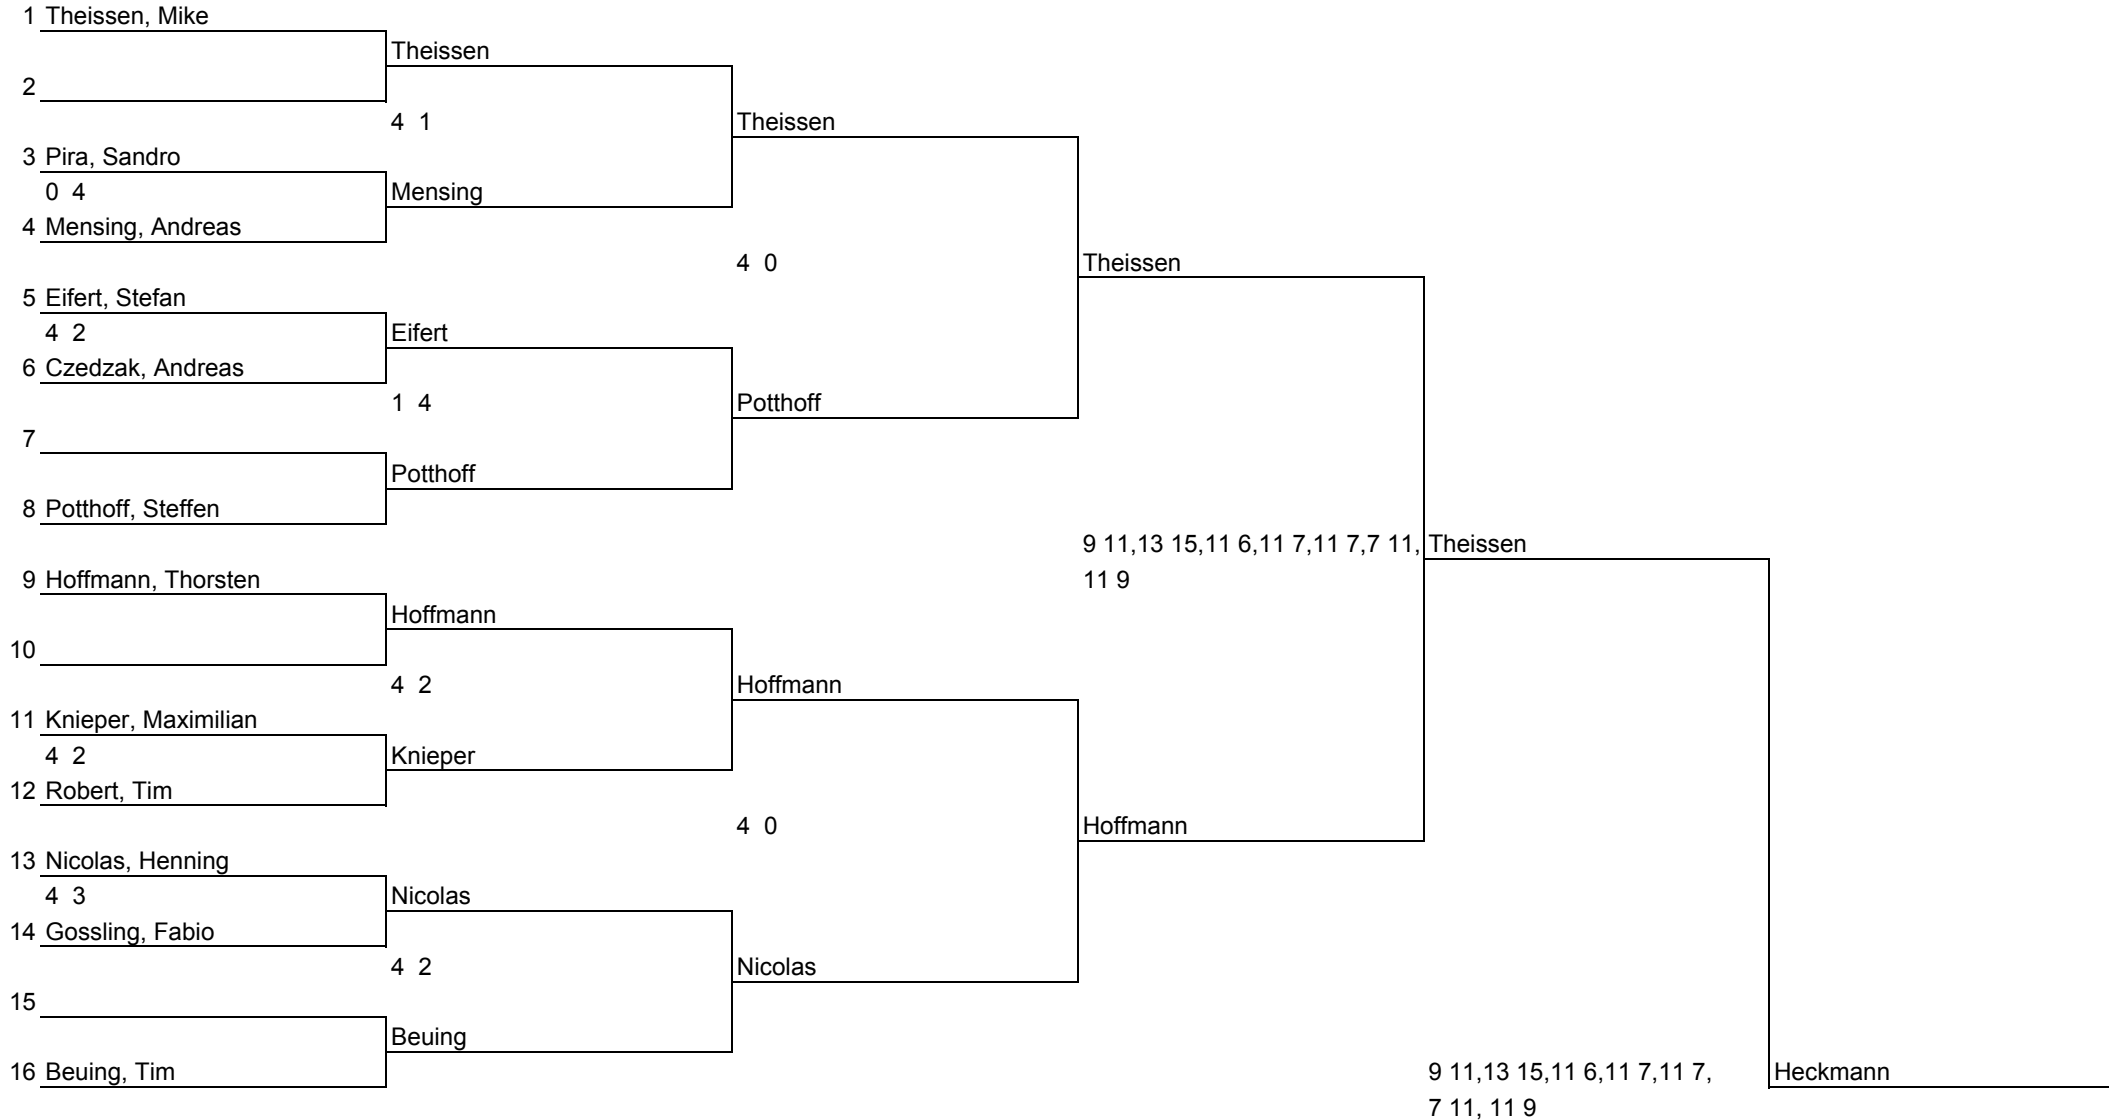 1 Theissen, Mike
Theissen
2
4 1
Theissen
3 Pira, Sandro
0 4
Mensing
4 Mensing, Andreas
4 0
Theissen
5 Eifert, Stefan
4 2
Eifert
6 Czedzak, Andreas
1 4
Potthoff
7
Potthoff
8 Potthoff, Steffen
9 11,13 15,11 6,11 7,11 7,7 11,
Theissen
11 9
9 Hoffmann, Thorsten
Hoffmann
10
4 2
Hoffmann
11 Knieper, Maximilian
4 2
Knieper
12 Robert, Tim
4 0
Hoffmann
13 Nicolas, Henning
4 3
Nicolas
14 Gossling, Fabio
4 2
Nicolas
15
Beuing
16 Beuing, Tim
9 11,13 15,11 6,11 7,11 7,
Heckmann
7 11, 11 9